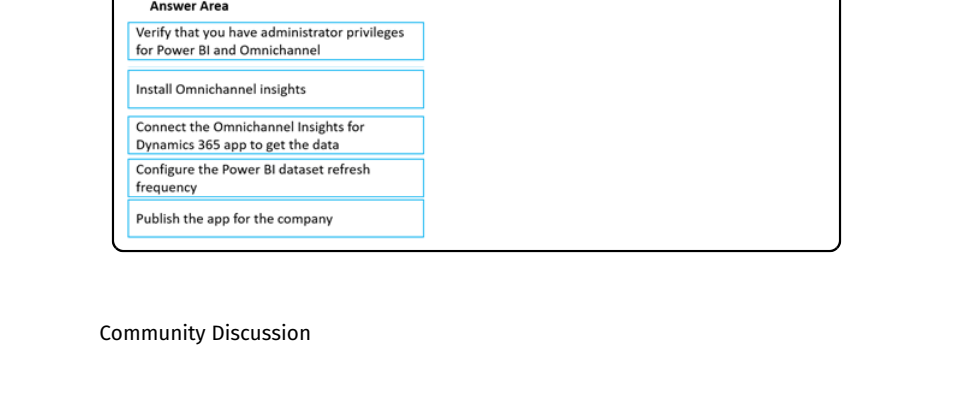 Answer Area
Verify that you have administrator privileges
for Power BI and Omnichannel
Install Omnichannel insights
Connect the Omnichannel Insights for
Dynamics 365 app to get the data
Configure the Power BI dataset refresh
frequency
Publish the app for the company
Community Discussion